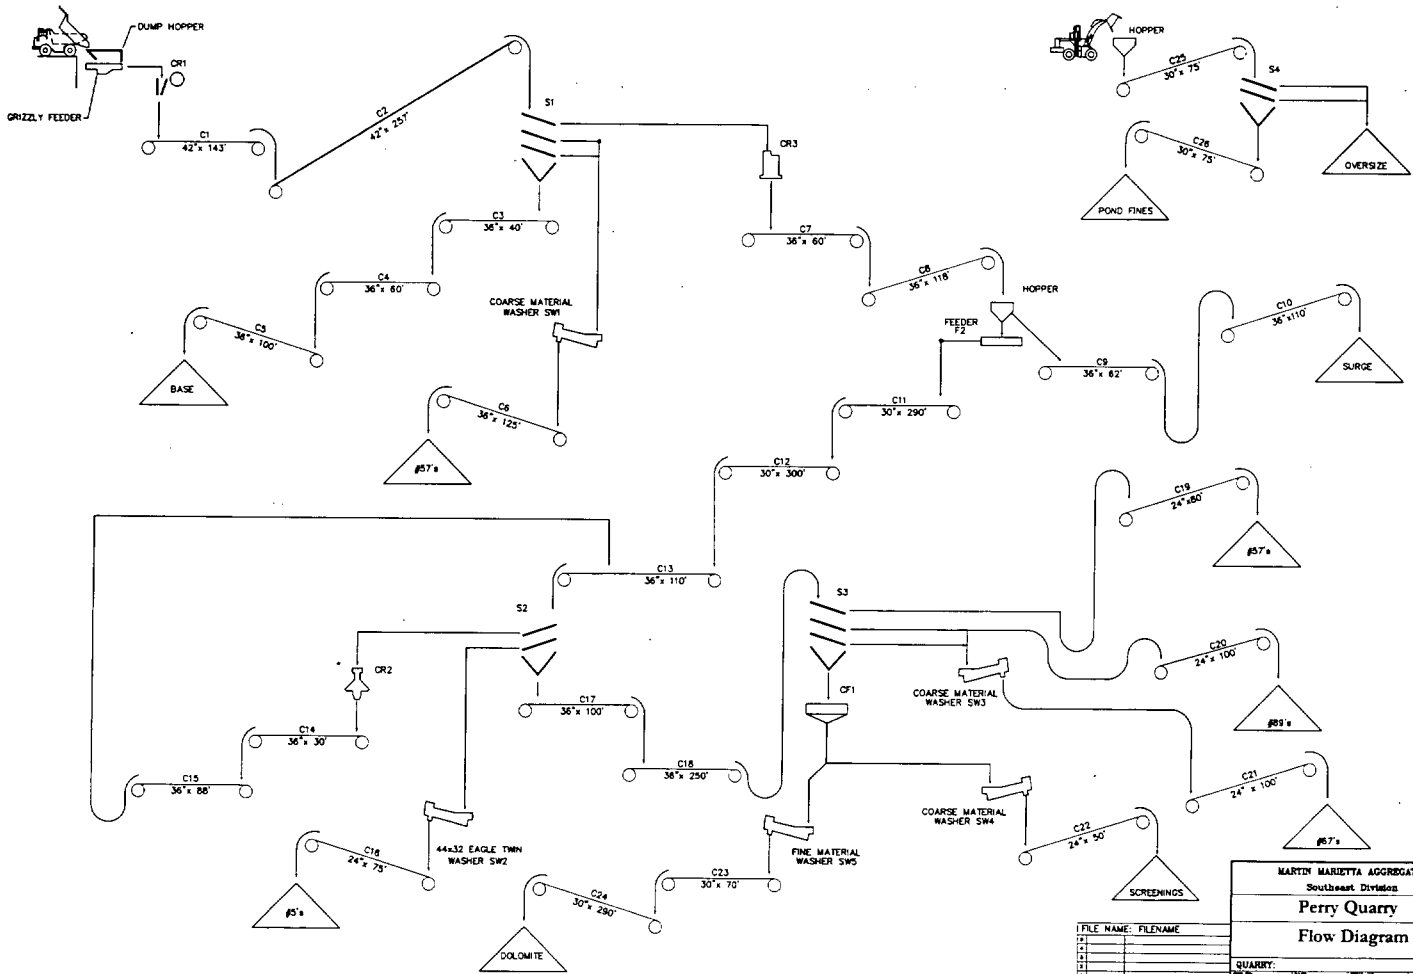 DUMP HOPPER
CR1
GRIZZLY FEEDER
C1
42"x 143'
C2
42"x 257'
S1
CR3
HOPPER
C25
30"x 75'
S4
C26
30"x 75'
OVERSIZE
POND FINES
C3
36"x 40'
C7
36"x 60'
C4
36"x 60'
C8
36"x 118'
COARSE MATERIAL
WASHER SW1
HOPPER
FEEDER
F2
C10
36"x110'
C5
36"x 100'
BASE
C9
36"x 62'
SURGE
C6
36"x 125'
C11
30"x 290'
#57's
C12
30"x 300'
C19
24"x80'
#57's
C13
36"x 110'
S2
S3
C20
24"x 100'
CR2
COARSE MATERIAL
WASHER SW3
CF1
C17
36"x 100'
#89's
C14
36"x 30'
C18
36"x 250'
C15
36"x 88'
C21
24"x 100'
COARSE MATERIAL
WASHER SW4
C22
24"x 50'
#67's
C16
24"x 75'
44x32 EAGLE TWIN
WASHER SW2
FINE MATERIAL
WASHER SW5
C23
30"x 70'
C24
30"x 290'
#5's
SCREENINGS
DOLOMITE
MARTIN MARIETTA AGGREGAT
Southeast Division
Perry Quarry
Flow Diagram
FILE NAME: FILENAME
QUARRY: